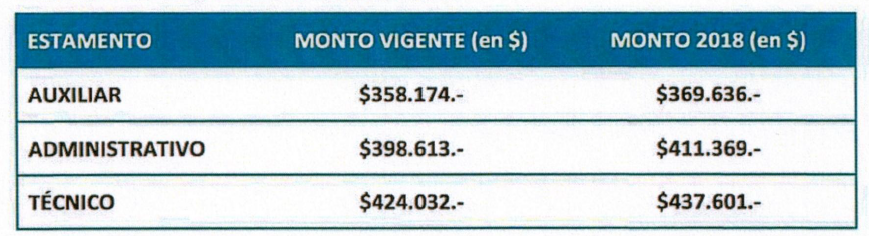 ESTAMENTO MONTO VIGENTE (en $) MONTO 2018 (en $)
AUXILIAR $358.174.- $369.636.-
ADMINISTRATIVO $398.613.- $411.369.-
TÉCNICO $424.032.- $437.601.-